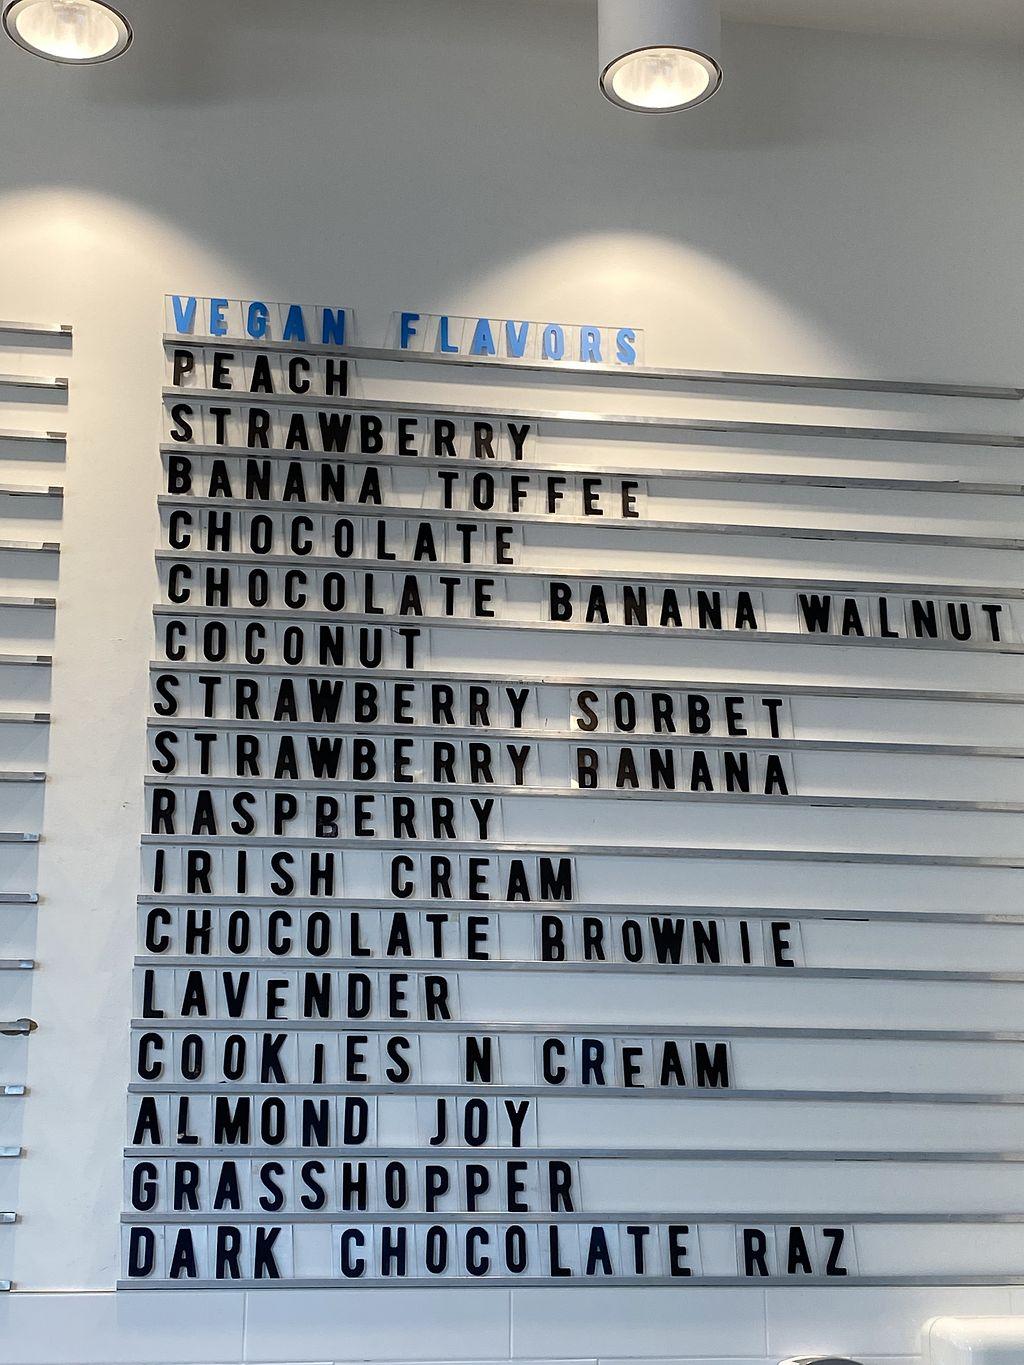 VEGAN FLAVORS
PEACH
STRAWBERRY
BANANA TOFFEE
CHOCOLATE
CHOCOLATE BANANA WALNUT
COCONUT
STRAWBERRY SORBET
STRAWBERRY BANANA
RASPBERRY
IRISH CREAM
CHOCOLATE BROWNIE
LAVENDER
COOKIES N CREAM
ALMOND JOY
GRASSHOPPER
DARK CHOCOLATE RAZ